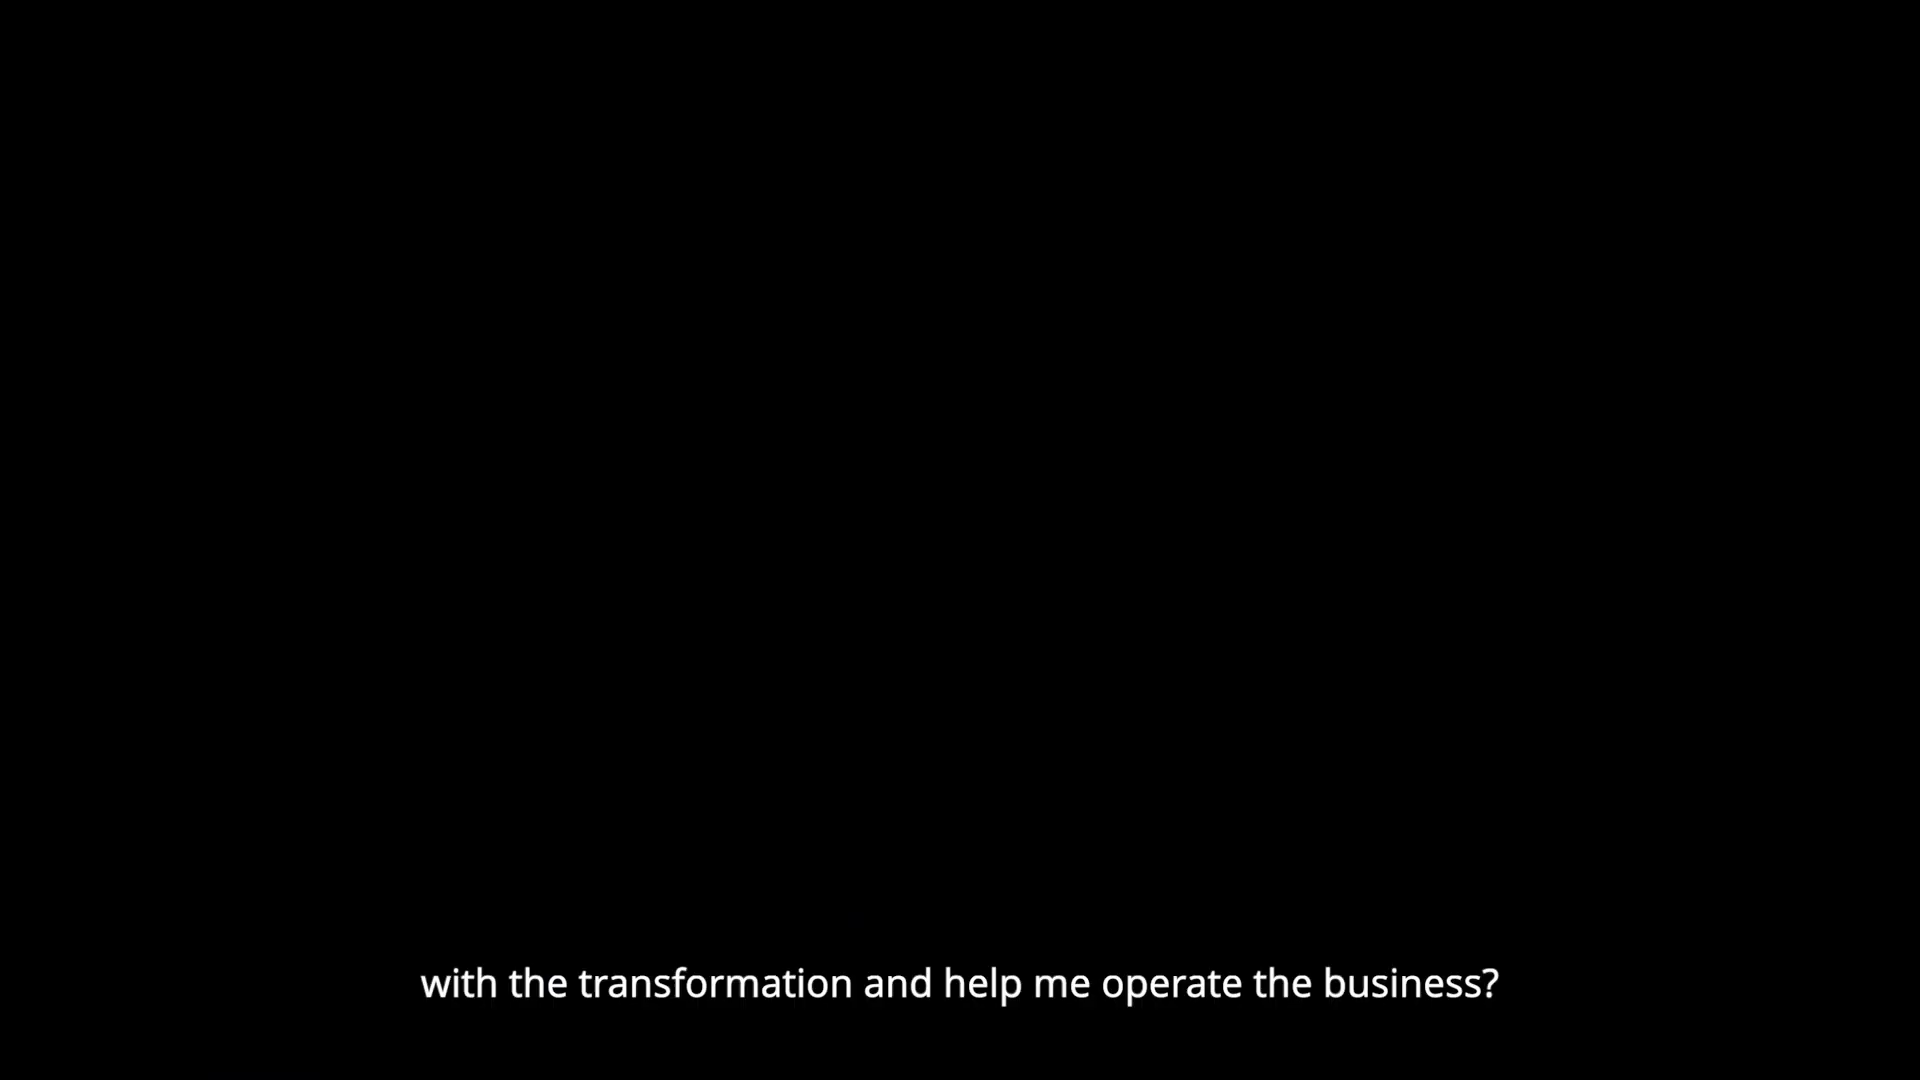 with the transformation and help me operate the business?